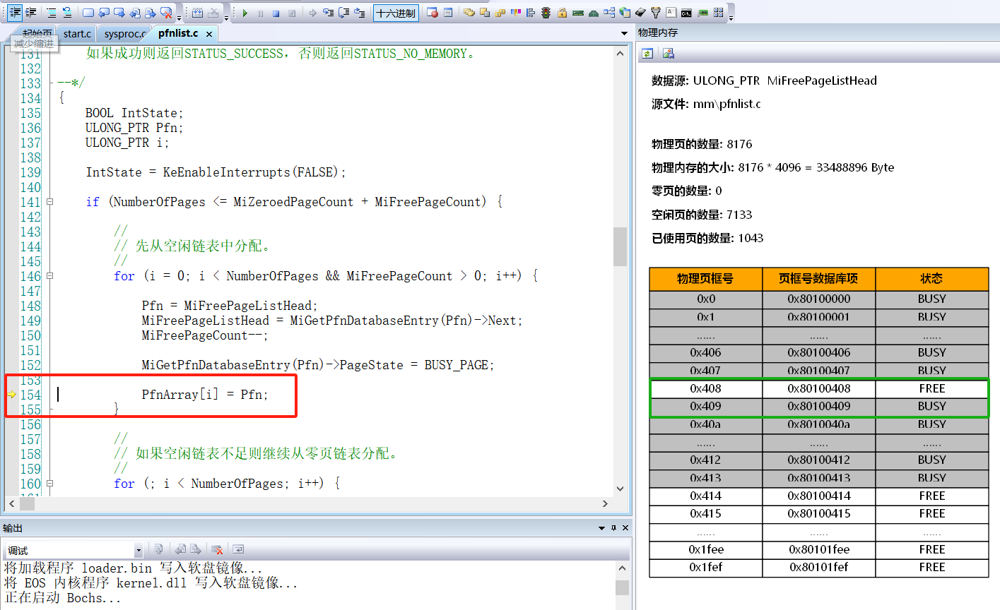 十六进制
起始页 start.c sysproc.c pfnlist.c ×
减少缩进
131 如果成功则返回STATUS_SUCCESS，否则返回STATUS_NO_MEMORY。
132
133 --*/
134 {
135 BOOL IntState;
136 ULONG_PTR Pfn;
137 ULONG_PTR i;
138
139 IntState = KeEnableInterrupts(FALSE);
140
141 if (NumberOfPages <= MiZeroedPageCount + MiFreePageCount) {
142
143 //
144 // 先从空闲链表中分配。
145 //
146 for (i = 0; i < NumberOfPages && MiFreePageCount > 0; i++) {
147
148 Pfn = MiFreePageListHead;
149 MiFreePageListHead = MiGetPfnDatabaseEntry(Pfn)->Next;
150 MiFreePageCount--;
151
152 MiGetPfnDatabaseEntry(Pfn)->PageState = BUSY_PAGE;
153
154 PfnArray[i] = Pfn;
155 }
156
157 //
158 // 如果空闲链表不足则继续从零页链表分配。
159 //
160 for (; i < NumberOfPages; i++) {
输出
调试
将加载程序 loader.bin 写入软盘镜像...
将 EOS 内核程序 kernel.dll 写入软盘镜像...
正在启动 Bochs...
物理内存
数据源: ULONG_PTR MiFreePageListHead
源文件: mm\pfnlist.c
物理页的数量: 8176
物理内存的大小: 8176 * 4096 = 33488896 Byte
零页的数量: 0
空闲页的数量: 7133
已使用页的数量: 1043
物理页框号 页框号数据库项 状态
0x0 0x80100000 BUSY
0x1 0x80100001 BUSY
...... ...... ......
0x406 0x80100406 BUSY
0x407 0x80100407 BUSY
0x408 0x80100408 FREE
0x409 0x80100409 BUSY
0x40a 0x8010040a BUSY
...... ...... ......
0x412 0x80100412 BUSY
0x413 0x80100413 BUSY
0x414 0x80100414 FREE
0x415 0x80100415 FREE
...... ...... ......
0x1fee 0x80101fee FREE
0x1fef 0x80101fef FREE